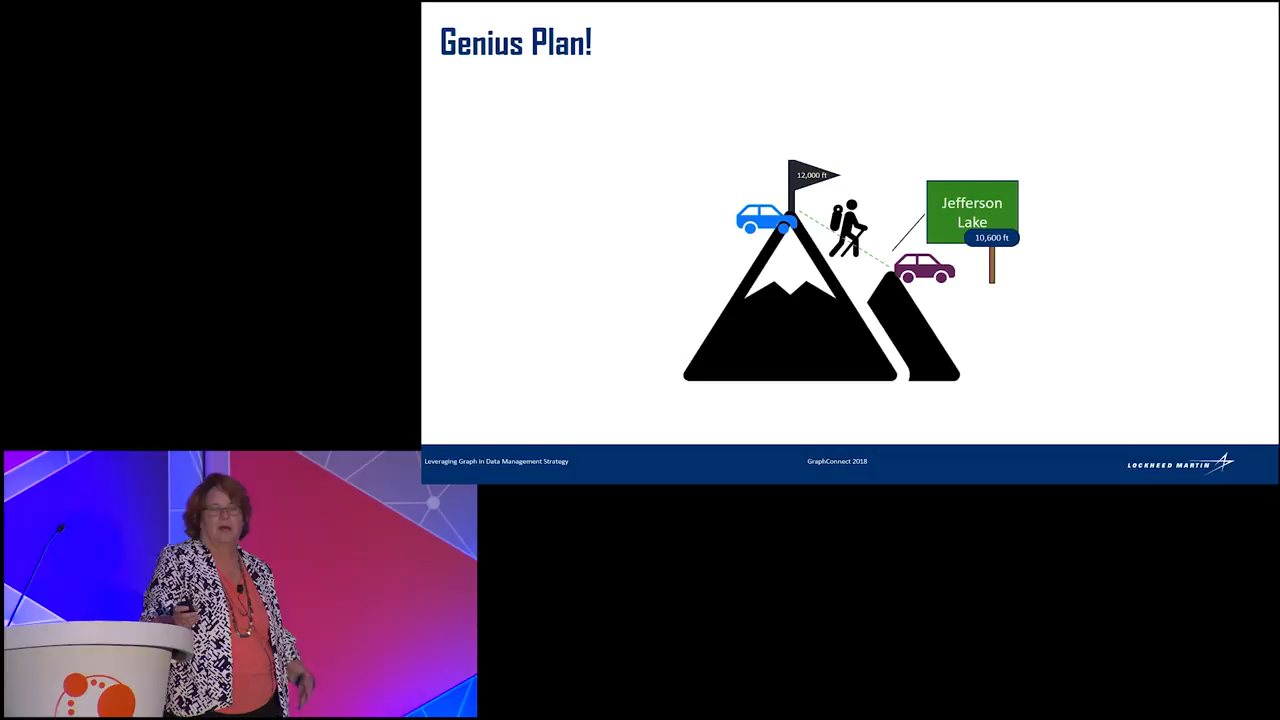 Genius Plan!
12,000 ft
Jefferson
Lake
10,600 ft
Leveraging Graph in Data Management Strategy
GraphConnect 2018
LOCKHEED MARTIN